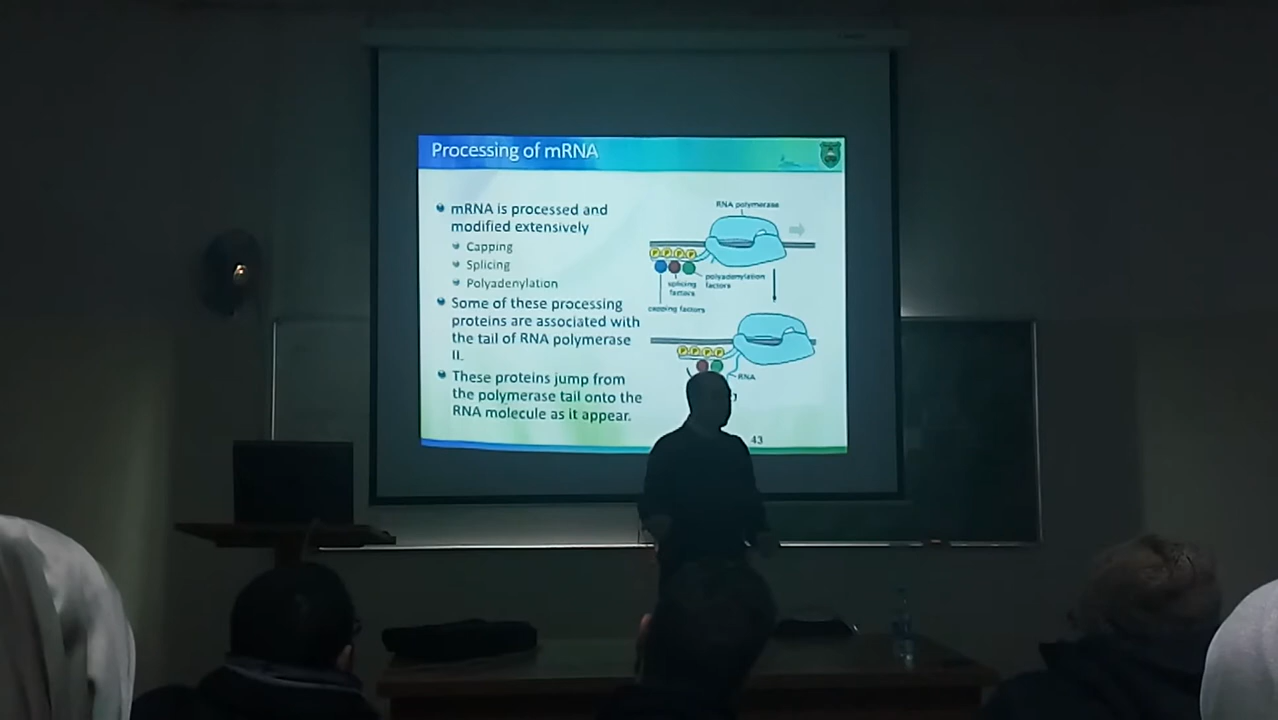 Processing of mRNA
mRNA is processed and
modified extensively
Capping
Splicing
Polyadenylation
Some of these processing
proteins are associated with
the tail of RNA polymerase
II.
These proteins jump from
the polymerase tail onto the
RNA molecule as it appear.
RNA polymerase
P P P P
polyadenylation
factors
splicing
factors
capping factors
P P P P
RNA
43